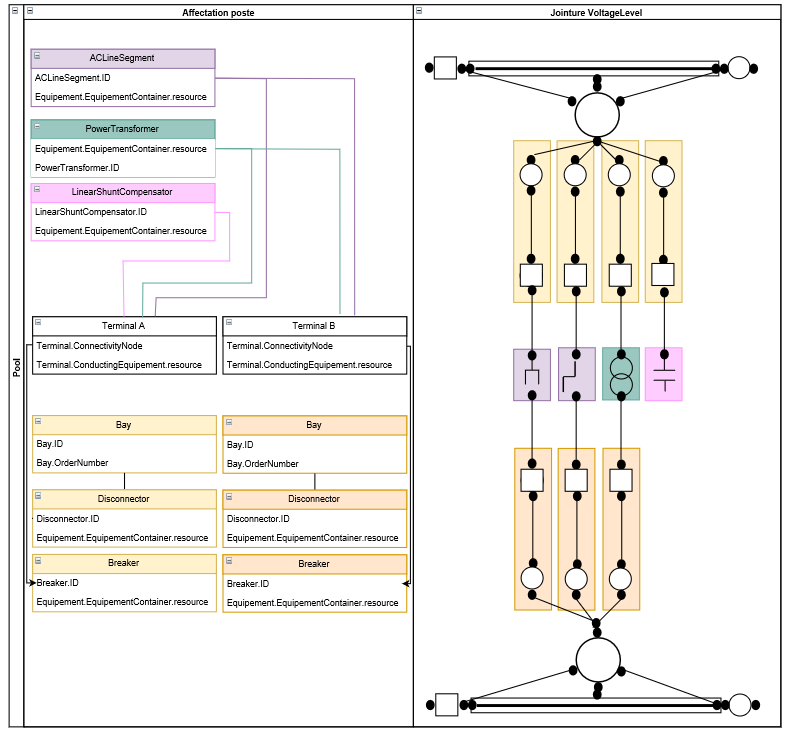 Affectation poste
Jointure VoltageLevel
Pool
ACLineSegment
ACLineSegment.ID
Equipement.EquipementContainer.resource
PowerTransformer
Equipement.EquipementContainer.resource
PowerTransformer.ID
LinearShuntCompensator
LinearShuntCompensator.ID
Equipement.EquipementContainer.resource
Terminal A
Terminal.ConnectivityNode
Terminal.ConductingEquipement.resource
Terminal B
Terminal.ConnectivityNode
Terminal.ConductingEquipement.resource
Bay
Bay.ID
Bay.OrderNumber
Bay
Bay.ID
Bay.OrderNumber
Disconnector
Disconnector.ID
Equipement.EquipementContainer.resource
Disconnector
Disconnector.ID
Equipement.EquipementContainer.resource
Breaker
Breaker.ID
Equipement.EquipementContainer.resource
Breaker
Breaker.ID
Equipement.EquipementContainer.resource